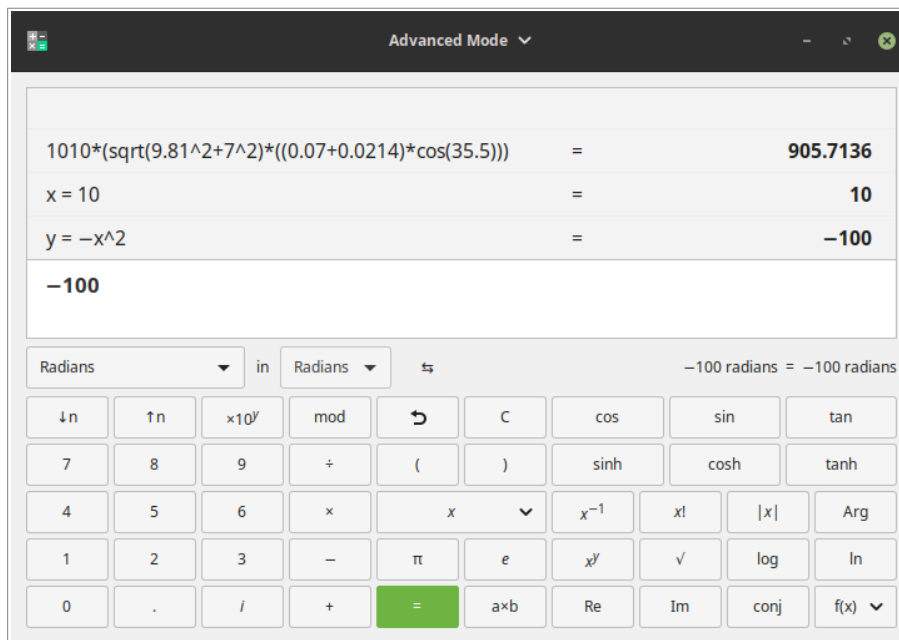 Advanced Mode
1010*(sqrt(9.81^2+7^2)*((0.07+0.0214)*cos(35.5))) = 905.7136
x = 10 = 10
y = −x^2 = −100
−100
Radians in Radians ⇆ −100 radians = −100 radians
↓n ↑n ×10ʸ mod C cos sin tan
7 8 9 ÷ ( ) sinh cosh tanh
4 5 6 × x x⁻¹ x! |x| Arg
1 2 3 − π e xʸ √ log ln
0 . i + = a×b Re Im conj f(x)